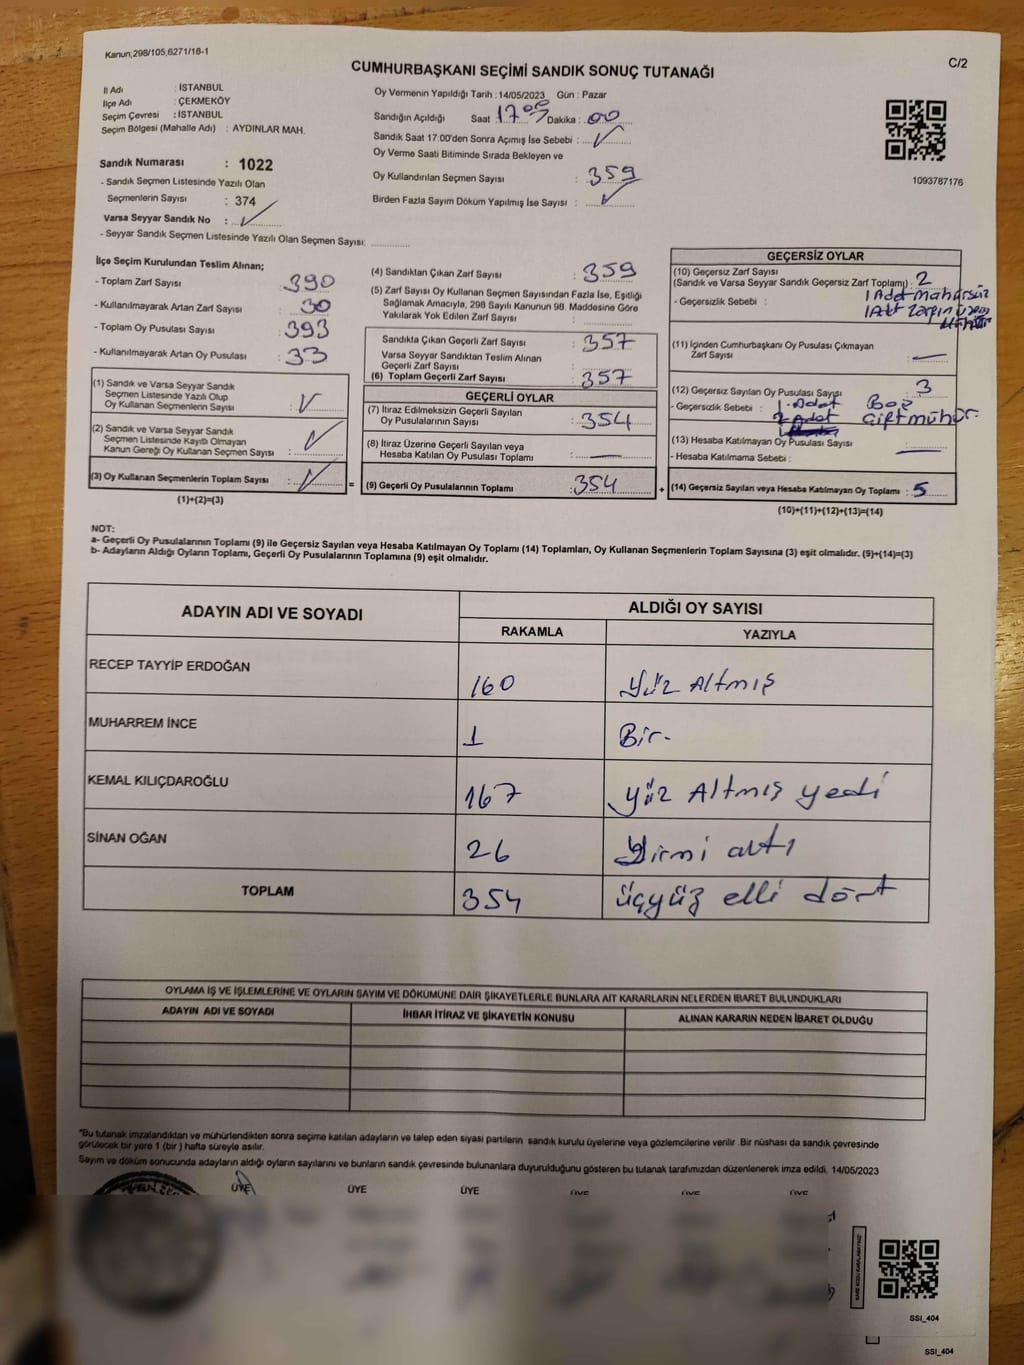 Kanun;298/105,6271/18-1
C/2
CUMHURBAŞKANI SEÇİMİ SANDIK SONUÇ TUTANAĞI
İl Adı : İSTANBUL
İlçe Adı : ÇEKMEKÖY
Seçim Çevresi : İSTANBUL
Seçim Bölgesi (Mahalle Adı) : AYDINLAR MAH.
Sandık Numarası : 1022
- Sandık Seçmen Listesinde Yazılı Olan
Seçmenlerin Sayısı : 374
Varsa Seyyar Sandık No :
- Seyyar Sandık Seçmen Listesinde Yazılı Olan Seçmen Sayısı:
Oy Vermenin Yapıldığı Tarih : 14/05/2023 Gün : Pazar
Sandığın Açıldığı Saat : 17 00 Dakika : 00
Sandık Saat 17:00'den Sonra Açımış İse Sebebi :
Oy Verme Saati Bitiminde Sırada Bekleyen ve
Oy Kullandırılan Seçmen Sayısı : 359
Birden Fazla Sayım Döküm Yapılmış İse Sayısı :
1093787176
İlçe Seçim Kurulundan Teslim Alınan;
- Toplam Zarf Sayısı : 390
- Kullanılmayarak Artan Zarf Sayısı : 30
- Toplam Oy Pusulası Sayısı : 393
- Kullanılmayarak Artan Oy Pusulası : 33
(1) Sandık ve Varsa Seyyar Sandık
Seçmen Listesinde Yazılı Olup
Oy Kullanan Seçmenlerin Sayısı :
(2) Sandık ve Varsa Seyyar Sandık
Seçmen Listesinde Kayıtlı Olmayan
Kanun Gereği Oy Kullanan Seçmen Sayısı :
(3) Oy Kullanan Seçmenlerin Toplam Sayısı : =
(1)+(2)=(3)
(4) Sandıktan Çıkan Zarf Sayısı : 359
(5) Zarf Sayısı Oy Kullanan Seçmen Sayısından Fazla İse, Eşitliği
Sağlamak Amacıyla, 298 Sayılı Kanunun 98. Maddesine Göre
Yakılarak Yok Edilen Zarf Sayısı :
Sandıkta Çıkan Geçerli Zarf Sayısı : 357
Varsa Seyyar Sandıktan Teslim Alınan
Geçerli Zarf Sayısı :
(6) Toplam Geçerli Zarf Sayısı : 357
GEÇERLİ OYLAR
(7) İtiraz Edilmeksizin Geçerli Sayılan
Oy Pusulalarının Sayısı : 354
(8) İtiraz Üzerine Geçerli Sayılan veya
Hesaba Katılan Oy Pusulası Toplamı : —
(9) Geçerli Oy Pusulalarının Toplamı : 354 +
GEÇERSİZ OYLAR
(10) Geçersiz Zarf Sayısı
(Sandık ve Varsa Seyyar Sandık Geçersiz Zarf Toplamı) : 2
- Geçersizlik Sebebi : 1 Adet Mahürsüz
1 Adet zarfın üzeri
(11) İçinden Cumhurbaşkanı Oy Pusulası Çıkmayan
Zarf Sayısı : —
(12) Geçersiz Sayılan Oy Pusulası Sayısı : 3
- Geçersizlik Sebebi : 1 Adet Boş
2 Adet Çiftmühür.
(13) Hesaba Katılmayan Oy Pusulası Sayısı : —
- Hesaba Katılmama Sebebi :
(14) Geçersiz Sayılan veya Hesaba Katılmayan Oy Toplamı : 5
(10)+(11)+(12)+(13)=(14)
NOT:
a- Geçerli Oy Pusulalarının Toplamı (9) ile Geçersiz Sayılan veya Hesaba Katılmayan Oy Toplamı (14) Toplamları, Oy Kullanan Seçmenlerin Toplam Sayısına (3) eşit olmalıdır. (9)+(14)=(3)
b- Adayların Aldığı Oyların Toplamı, Geçerli Oy Pusulalarının Toplamına (9) eşit olmalıdır.
ADAYIN ADI VE SOYADI ALDIĞI OY SAYISI
RAKAMLA YAZIYLA
RECEP TAYYİP ERDOĞAN 160 Yüz Altmış
MUHARREM İNCE 1 Bir.
KEMAL KILIÇDAROĞLU 167 yüz Altmış yedi
SİNAN OĞAN 26 Yirmi altı
TOPLAM 354 üçyüz elli dört
OYLAMA İŞ VE İŞLEMLERİNE VE OYLARIN SAYIM VE DÖKÜMÜNE DAİR ŞİKAYETLERLE BUNLARA AİT KARARLARIN NELERDEN İBARET BULUNDUKLARI
ADAYIN ADI VE SOYADI İHBAR İTİRAZ VE ŞİKAYETİN KONUSU ALINAN KARARIN NEDEN İBARET OLDUĞU
*Bu tutanak imzalandıktan ve mühürlendikten sonra seçime katılan adayların ve talep eden siyasi partilerin sandık kurulu üyelerine veya gözlemcilerine verilir .Bir nüshası da sandık çevresinde
görülecek bir yere 1 (bir ) hafta süreyle asılır.
Sayım ve döküm sonucunda adayların aldığı oyların sayılarını ve bunların sandık çevresinde bulunanlara duyurulduğunu gösteren bu tutanak tarafımızdan düzenlenerek imza edildi. 14/05/2023
ÜYE ÜYE ÜYE ÜYE ÜYE ÜYE
SSI_404
SSI_404